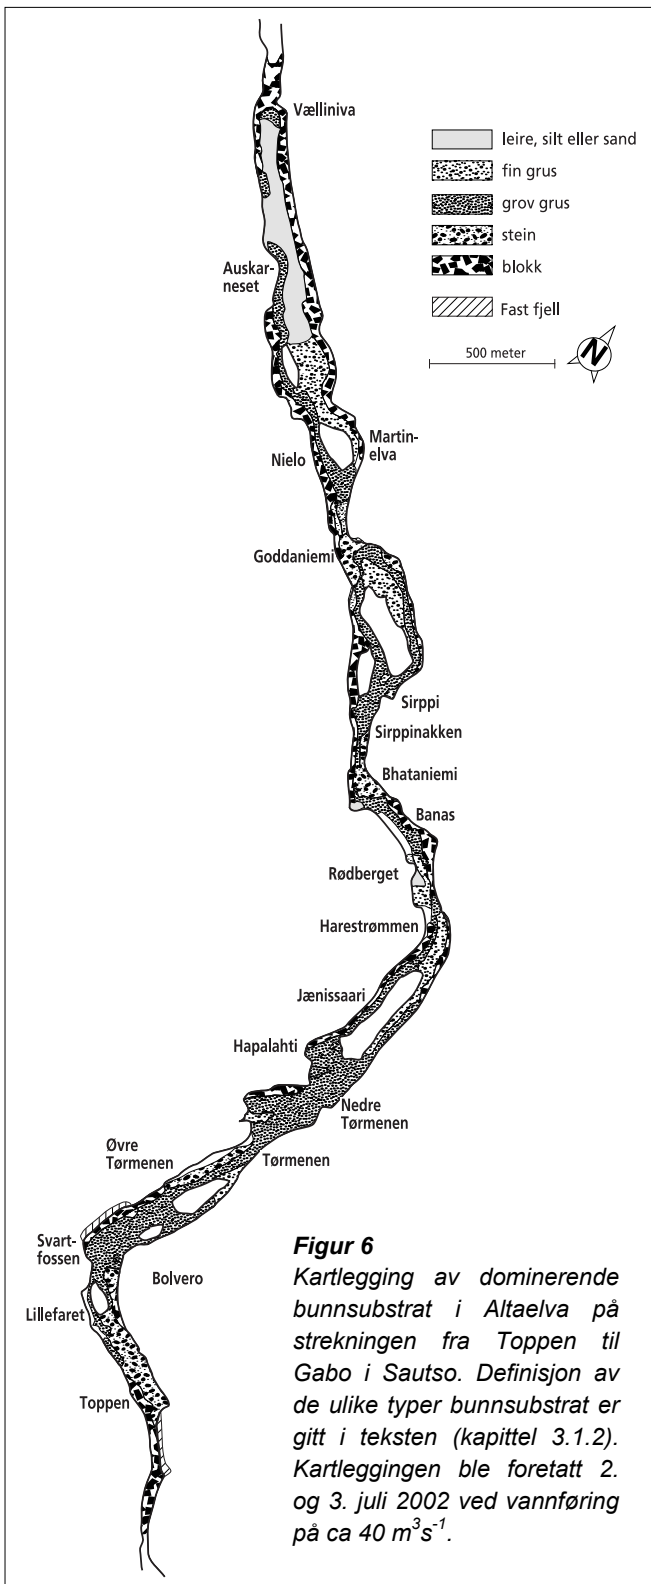 Vælliniva
leire, silt eller sand
fin grus
grov grus
stein
blokk
Fast fjell
500 meter
N
Auskar-
neset
Martin-
elva
Nielo
Goddaniemi
Sirppi
Sirppinakken
Bhataniemi
Banas
Rødberget
Harestrømmen
Jænissaari
Hapalahti
Nedre
Tørmenen
Øvre
Tørmenen
Tørmenen
Svart-
fossen
Bolvero
Lillefaret
Toppen
Figur 6
Kartlegging av dominerende
bunnsubstrat i Altaelva på
strekningen fra Toppen til
Gabo i Sautso. Definisjon av
de ulike typer bunnsubstrat er
gitt i teksten (kapittel 3.1.2).
Kartleggingen ble foretatt 2.
og 3. juli 2002 ved vannføring
på ca 40 m³s⁻¹.